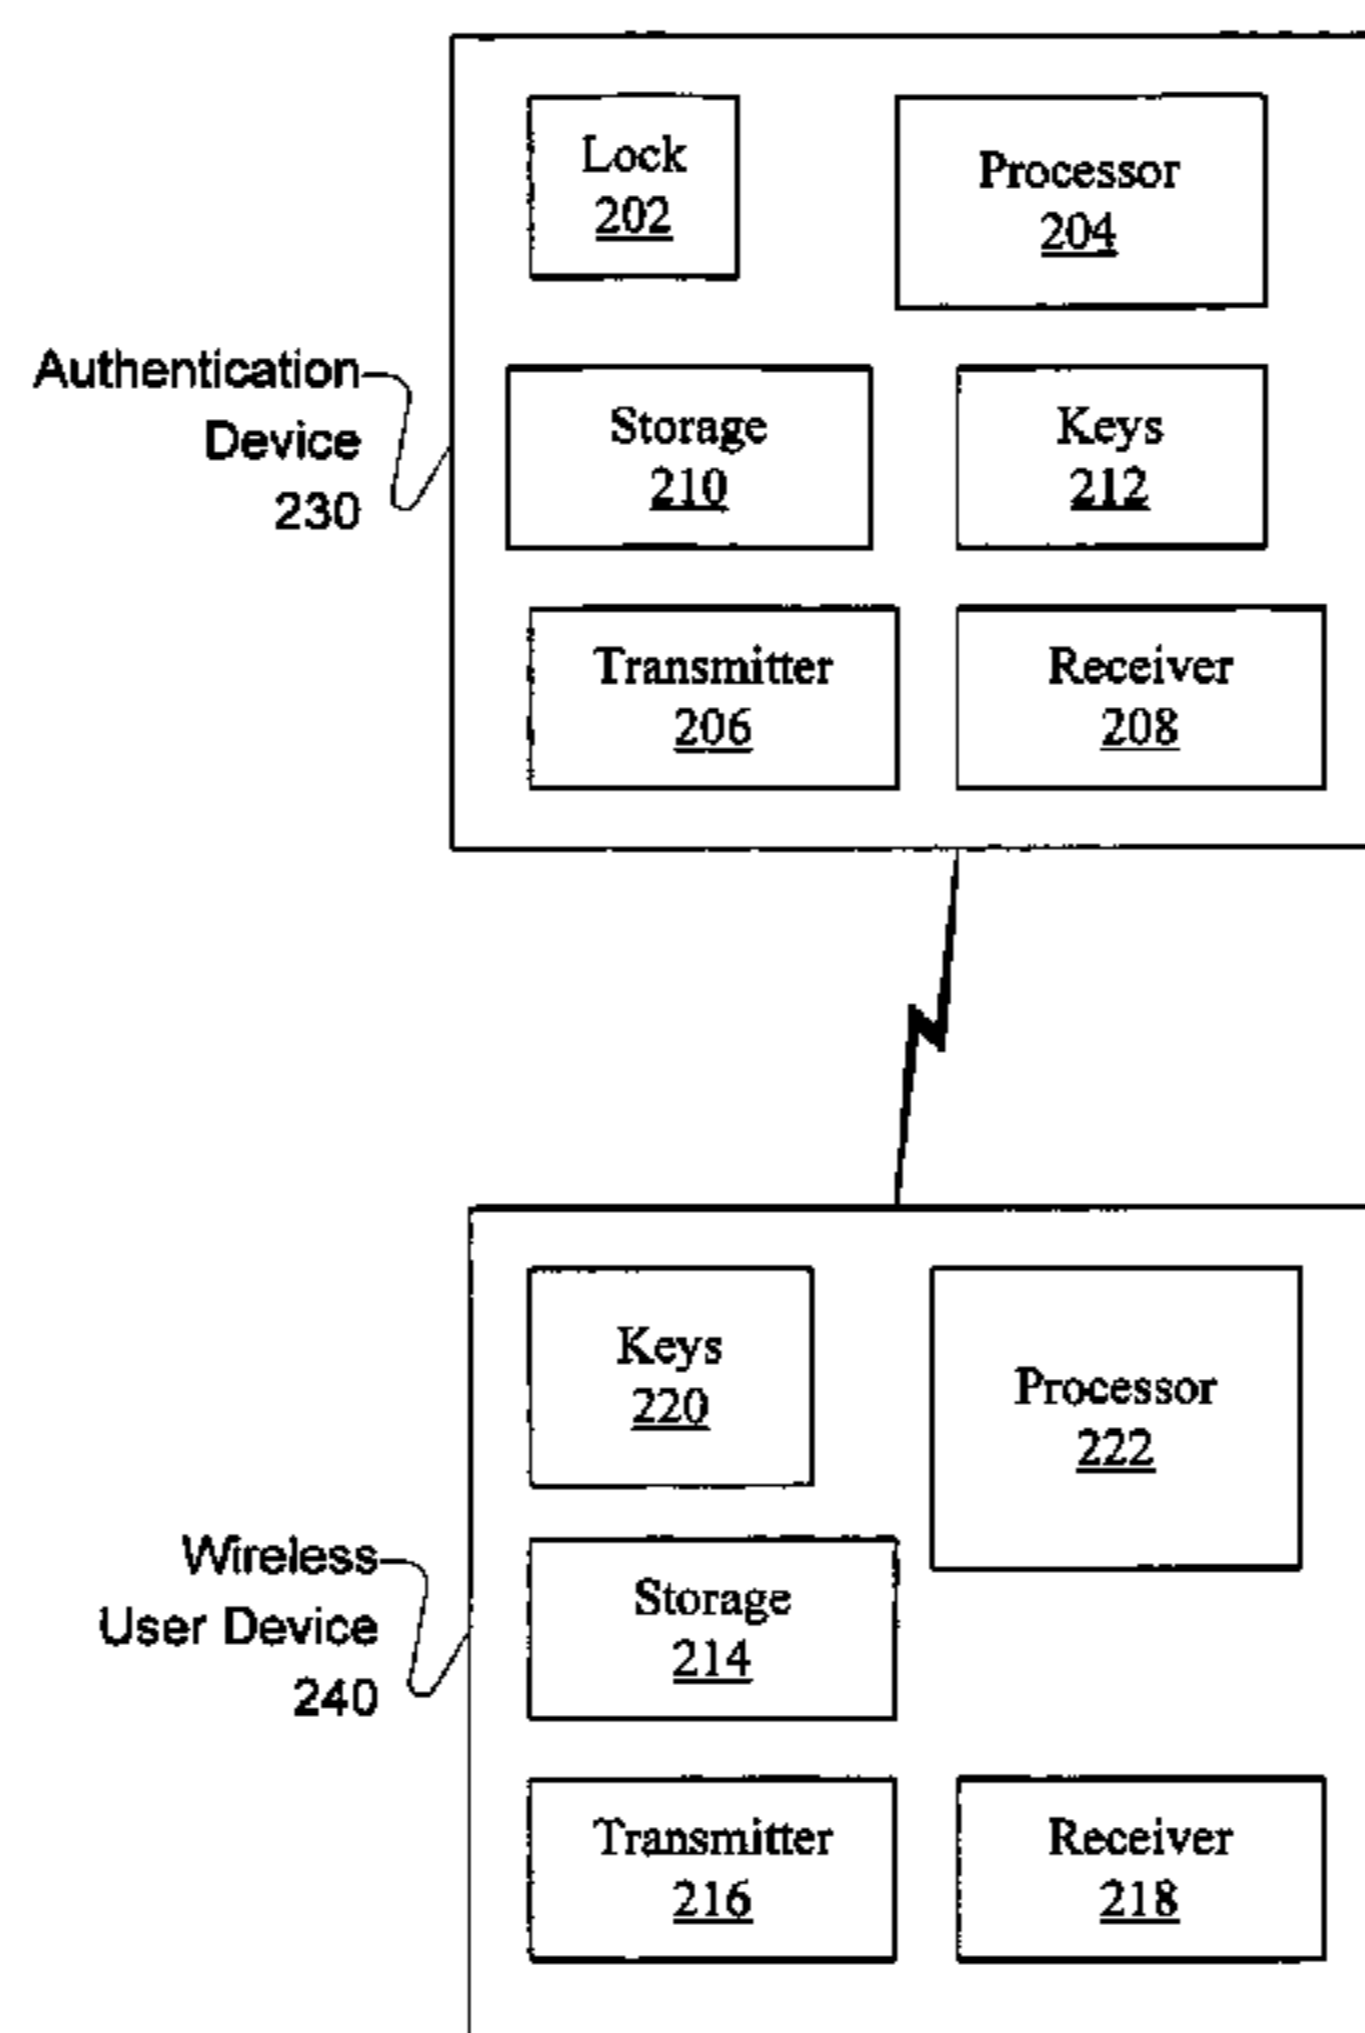 Lock
202
Processor
204
Authentication
Device
230
Storage
210
Keys
212
Transmitter
206
Receiver
208
Keys
220
Processor
222
Wireless
User Device
240
Storage
214
Transmitter
216
Receiver
218